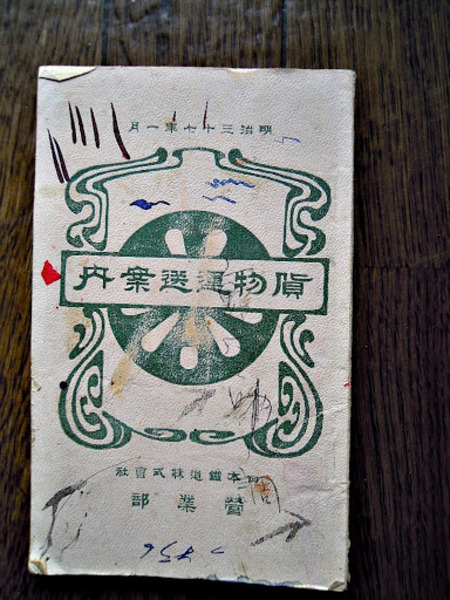 明治三十七年一月
貨物運送案内
日本鐵道株式會社
營業部